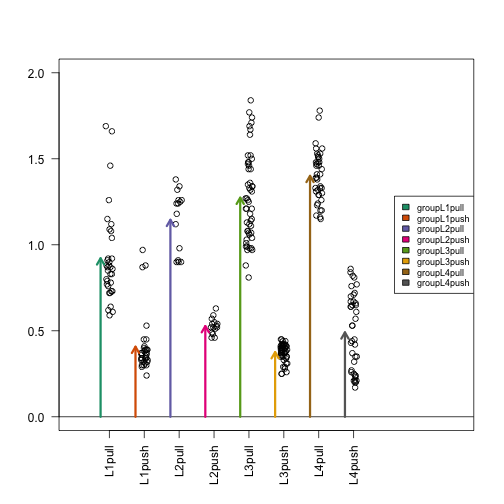 2.0
1.5
1.0
0.5
0.0
groupL1pull
groupL1push
groupL2pull
groupL2push
groupL3pull
groupL3push
groupL4pull
groupL4push
L1pull
L1push
L2pull
L2push
L3pull
L3push
L4pull
L4push